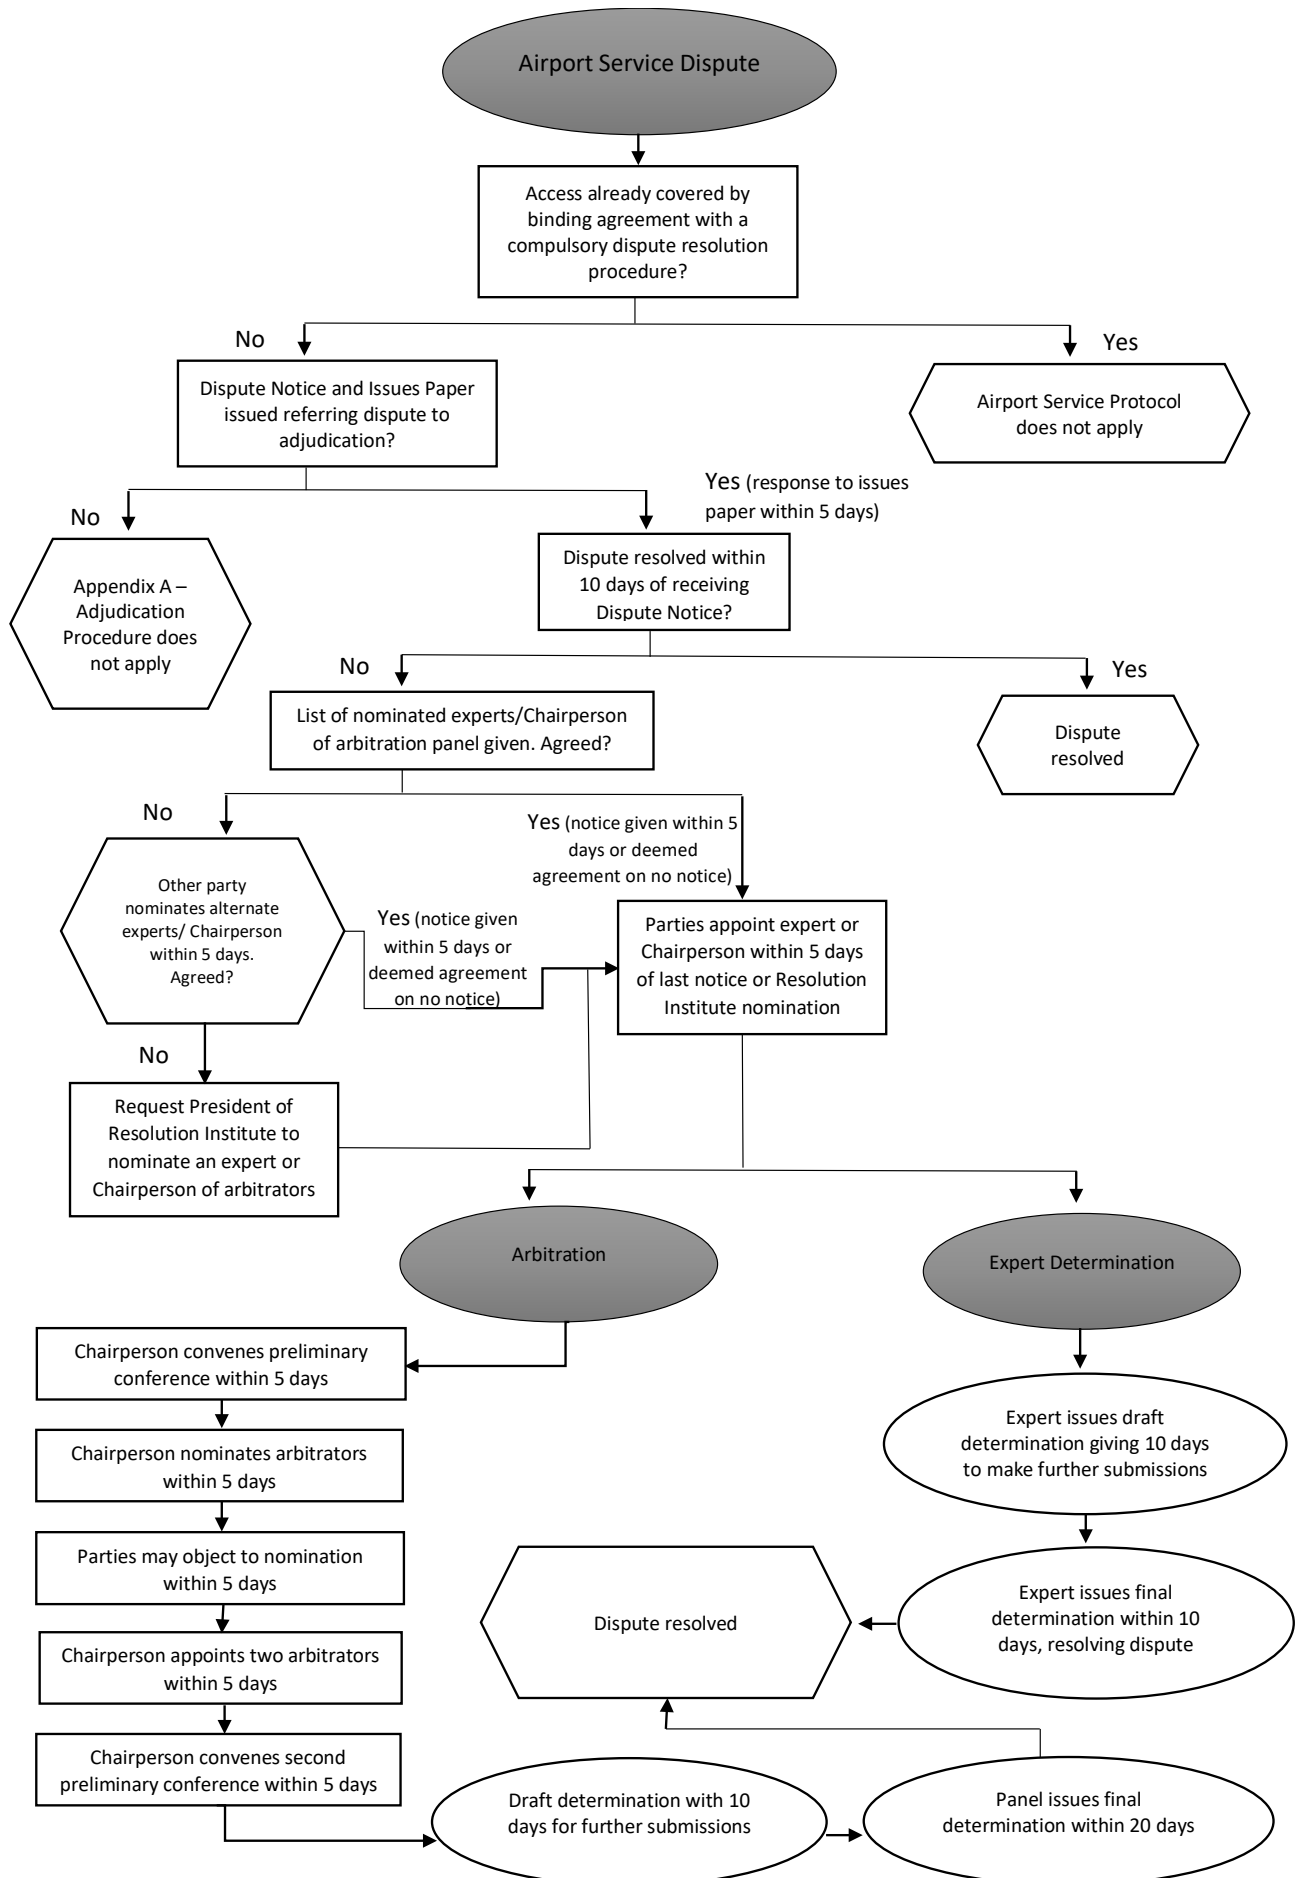 Airport Service Dispute
Access already covered by
binding agreement with a
compulsory dispute resolution
procedure?
No
Yes
Dispute Notice and Issues Paper
issued referring dispute to
adjudication?
Airport Service Protocol
does not apply
Yes (response to issues
paper within 5 days)
No
Appendix A –
Adjudication
Procedure does
not apply
Dispute resolved within
10 days of receiving
Dispute Notice?
No
Yes
List of nominated experts/Chairperson
of arbitration panel given. Agreed?
Dispute
resolved
No
Yes (notice given within 5
days or deemed
agreement on no notice)
Other party
nominates alternate
experts/ Chairperson
within 5 days.
Agreed?
Yes (notice given
within 5 days or
deemed agreement
on no notice)
Parties appoint expert or
Chairperson within 5 days
of last notice or Resolution
Institute nomination
No
Request President of
Resolution Institute to
nominate an expert or
Chairperson of arbitrators
Arbitration
Expert Determination
Chairperson convenes preliminary
conference within 5 days
Chairperson nominates arbitrators
within 5 days
Parties may object to nomination
within 5 days
Chairperson appoints two arbitrators
within 5 days
Chairperson convenes second
preliminary conference within 5 days
Expert issues draft
determination giving 10 days
to make further submissions
Expert issues final
determination within 10
days, resolving dispute
Dispute resolved
Draft determination with 10
days for further submissions
Panel issues final
determination within 20 days